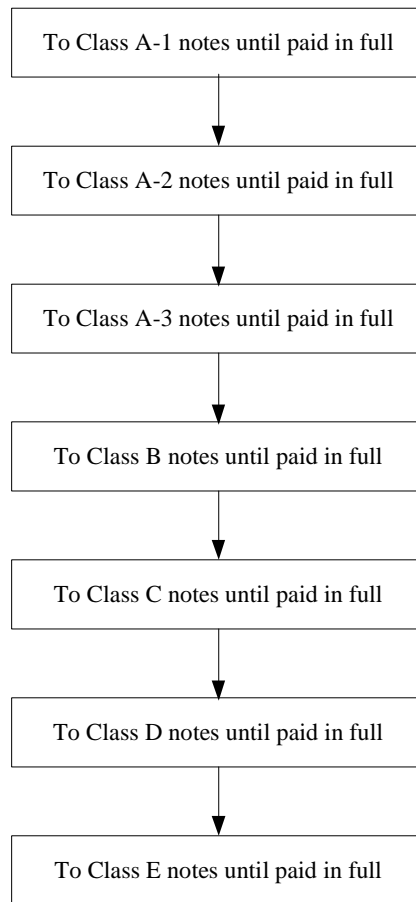 To Class A-1 notes until paid in full
To Class A-2 notes until paid in full
To Class A-3 notes until paid in full
To Class B notes until paid in full
To Class C notes until paid in full
To Class D notes until paid in full
To Class E notes until paid in full